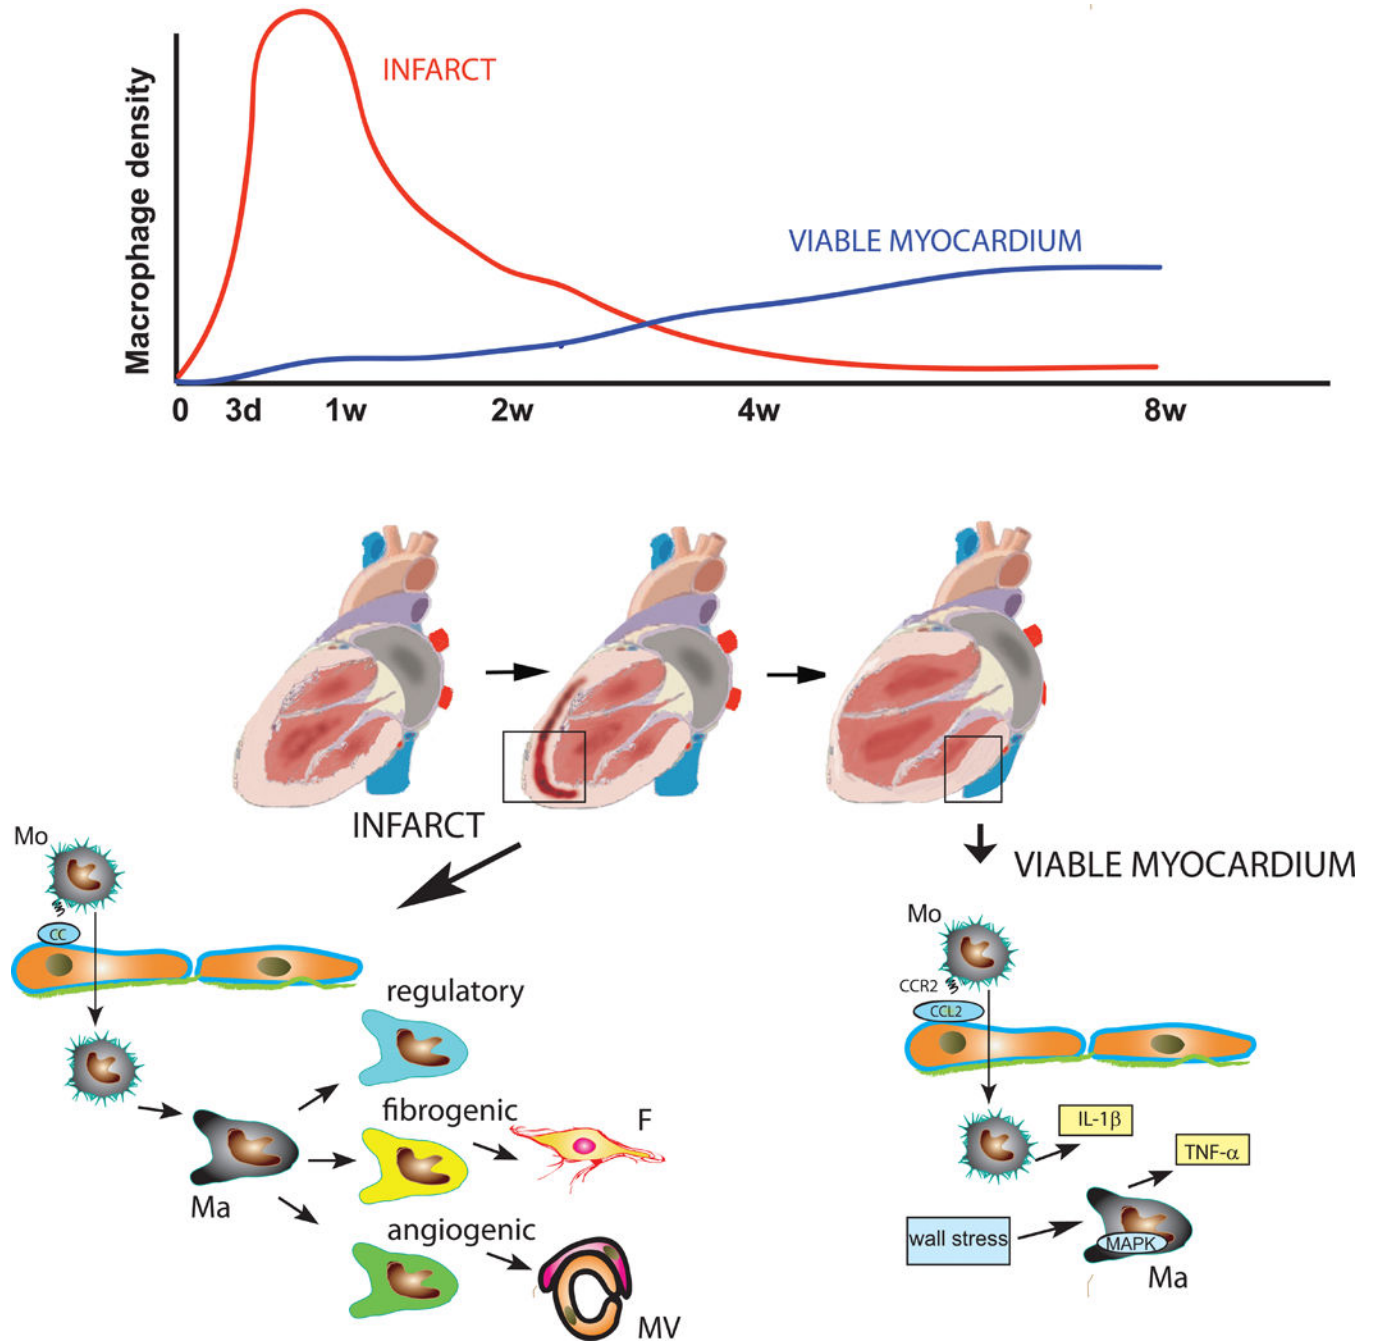 Macrophage density
INFARCT
VIABLE MYOCARDIUM
0 3d 1w 2w 4w 8w
INFARCT
VIABLE MYOCARDIUM
Mo
CC
regulatory
fibrogenic
F
Ma
angiogenic
MV
Mo
CCR2
CCL2
IL-1β
TNF-α
wall stress
MAPK
Ma